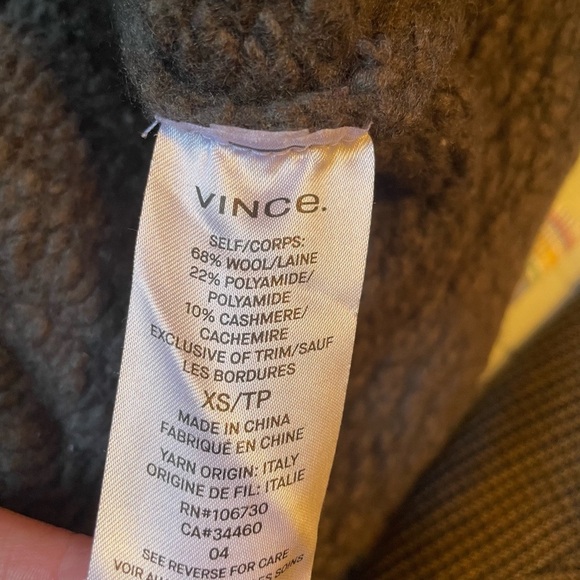 VINCe.
SELF/CORPS:
68% WOOL/LAINE
22% POLYAMIDE/
POLYAMIDE
10% CASHMERE/
CACHEMIRE
EXCLUSIVE OF TRIM/SAUF
LES BORDURES
XS/TP
MADE IN CHINA
FABRIQUÉ EN CHINE
YARN ORIGIN: ITALY
ORIGINE DE FIL: ITALIE
RN#106730
CA#34460
04
SEE REVERSE FOR CARE
VOIR SOINS